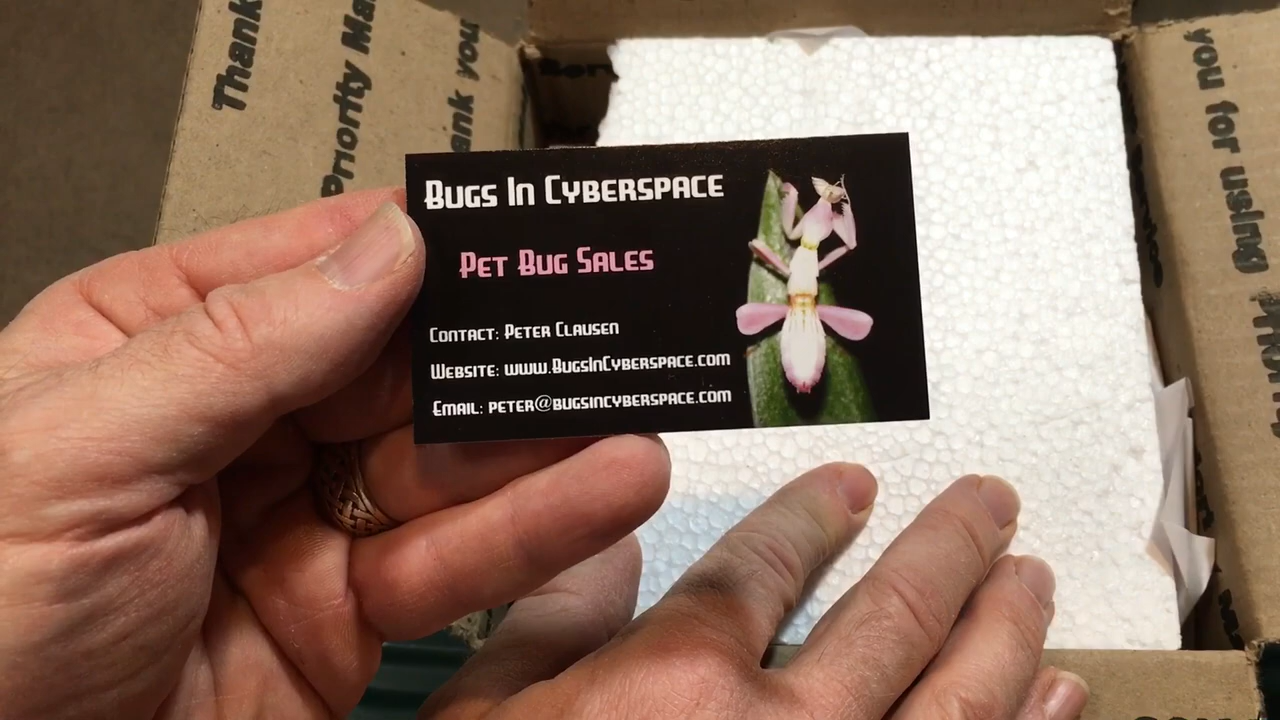 Thank
Priority Ma
ank you
you for using
Bugs In Cyberspace
Pet Bug Sales
Contact: Peter Clausen
Website: www.BugsInCyberspace.com
Email: peter@bugsincyberspace.com